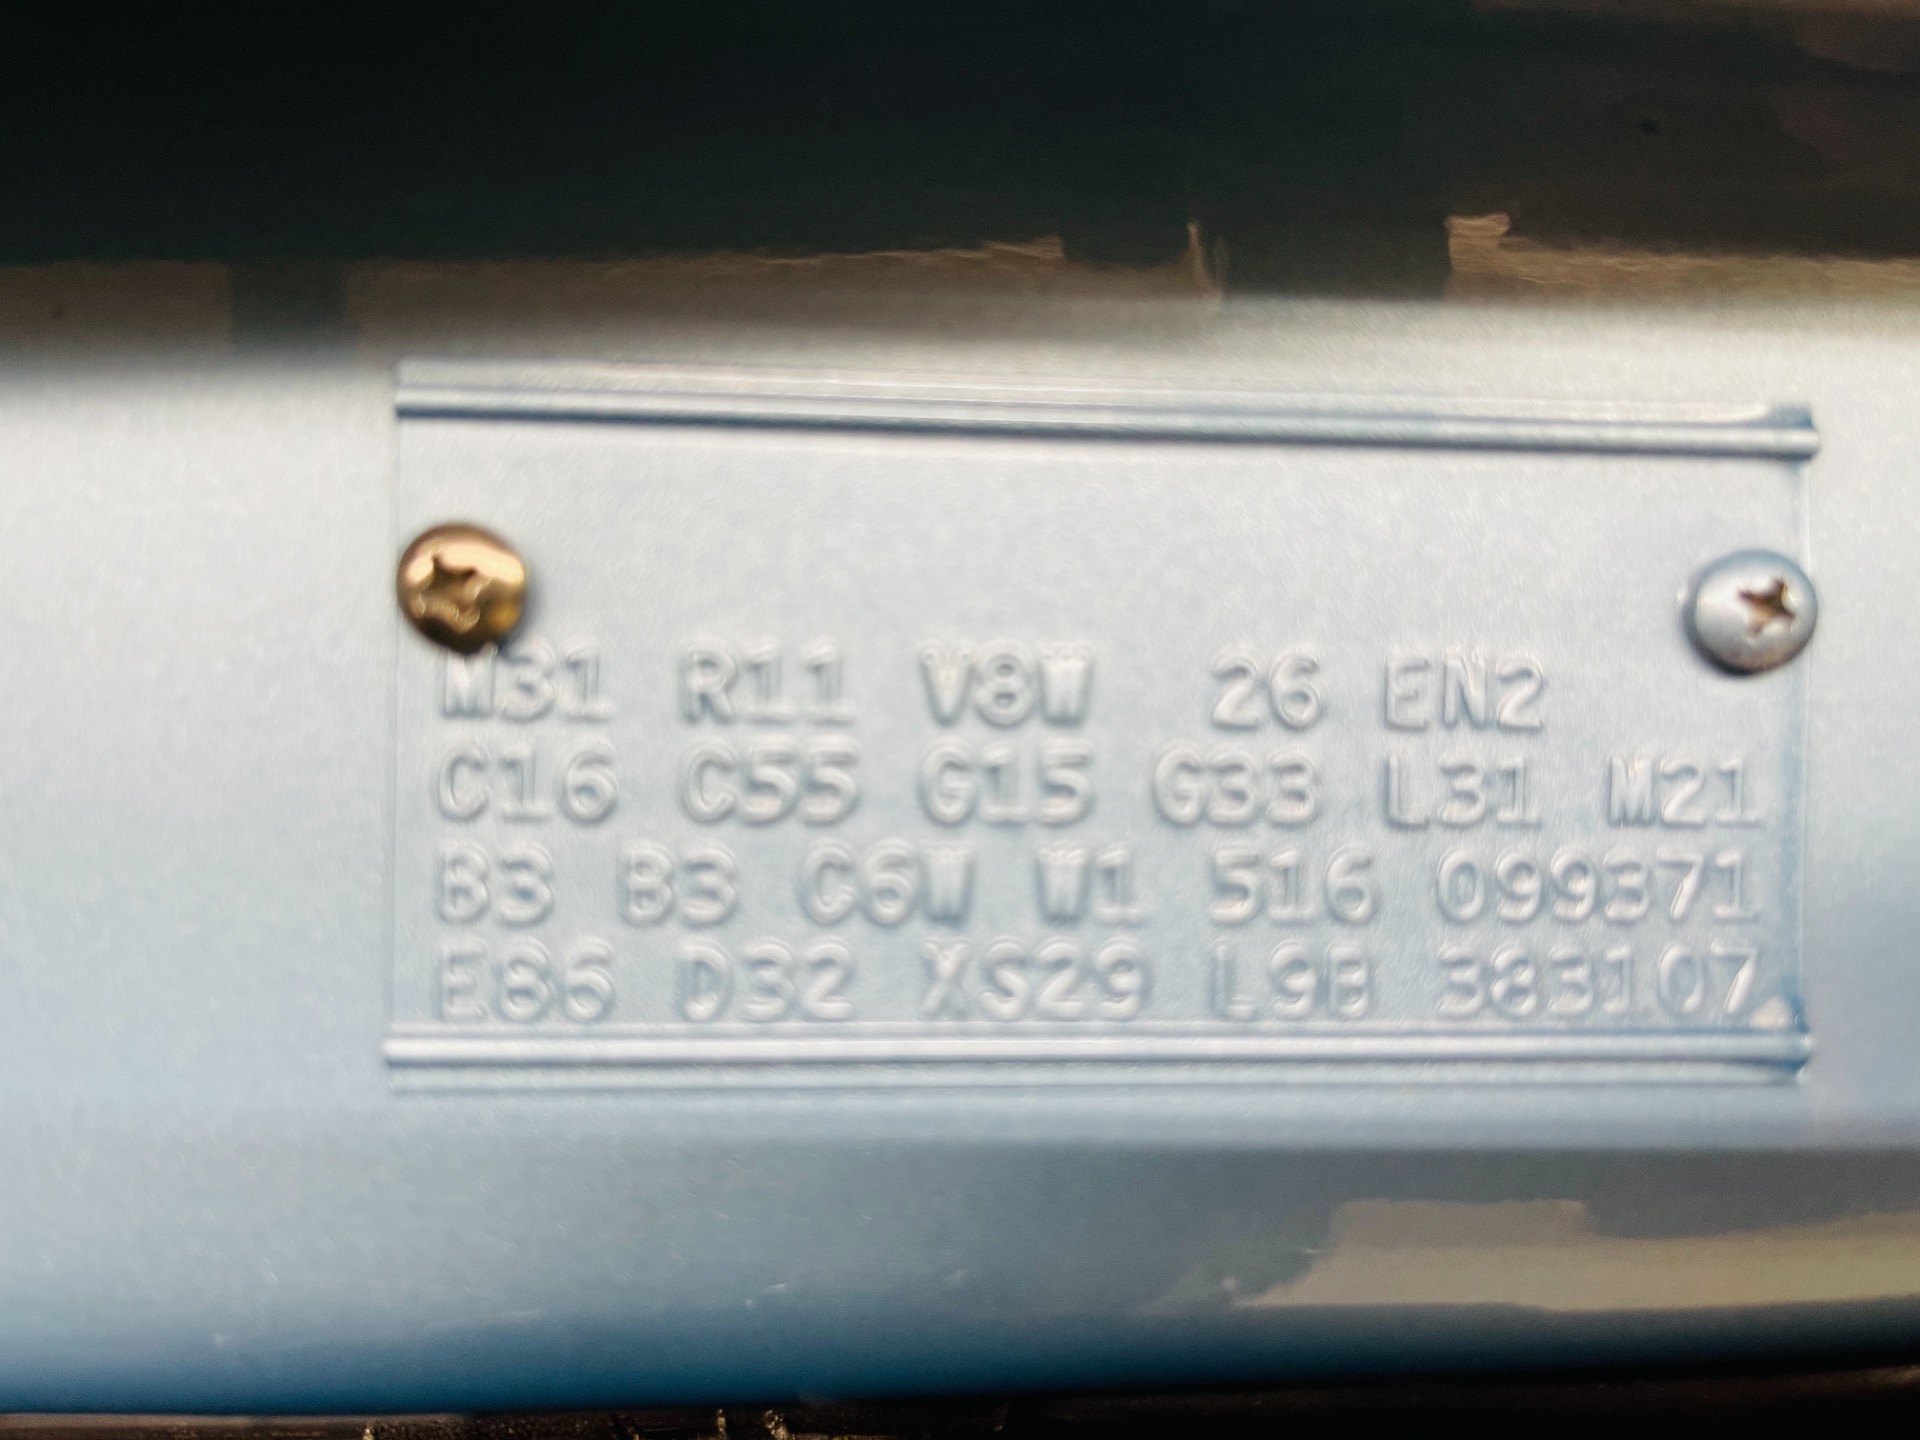 M31 R11 V8W 26 EN2
C16 C55 G15 G33 L31 M21
B3 B3 C6W W1 516 099371
E86 D32 XS29 L9B 383107